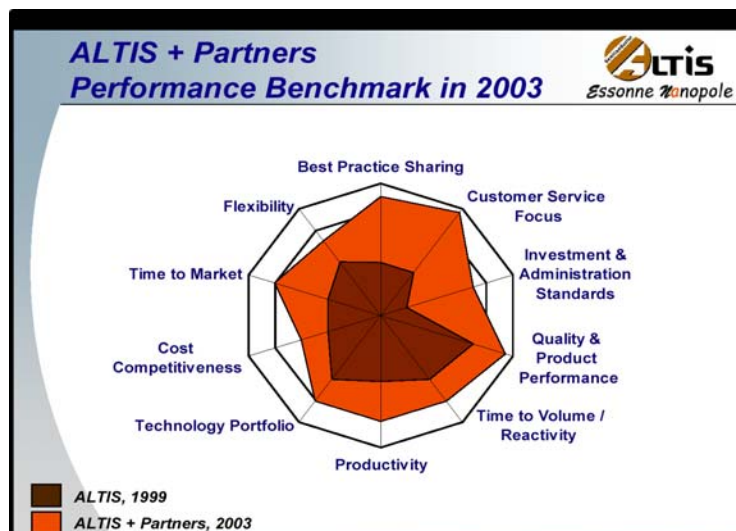 ALTIS + Partners
Performance Benchmark in 2003
ALTIS
Essonne Nanopole
Best Practice Sharing
Customer Service
Focus
Flexibility
Investment &
Administration
Standards
Time to Market
Quality &
Product
Performance
Cost
Competitiveness
Time to Volume /
Reactivity
Technology Portfolio
Productivity
ALTIS, 1999
ALTIS + Partners, 2003